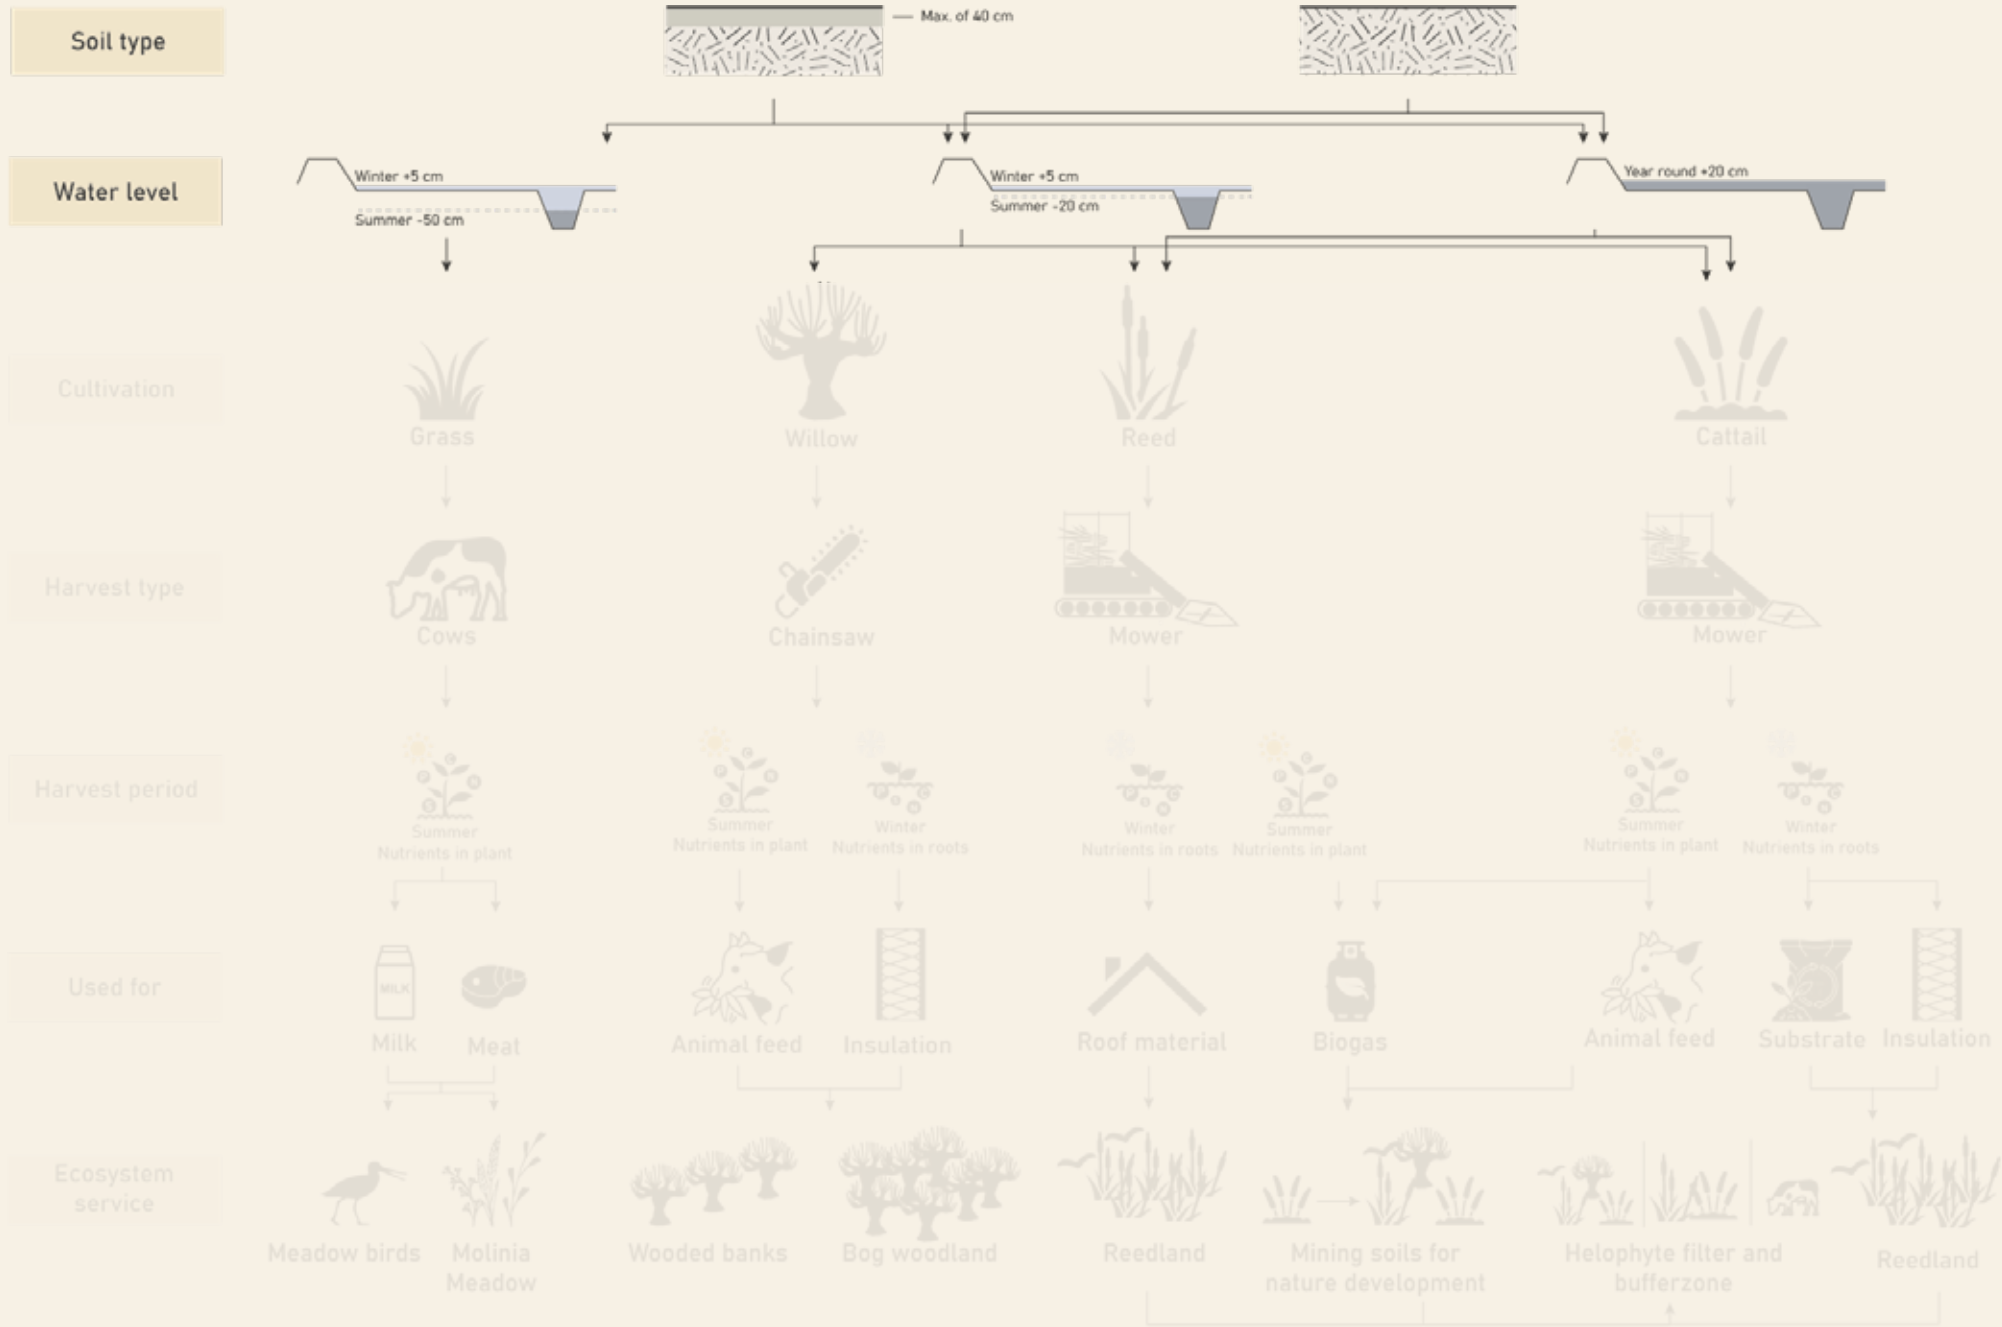 Soil type
Max. of 40 cm
Water level
Winter +5 cm
Summer -50 cm
Winter +5 cm
Summer -20 cm
Year round +20 cm
Cultivation
Grass
Willow
Reed
Cattail
Harvest type
Cows
Chainsaw
Mower
Mower
Harvest period
Summer
Nutrients in plant
Summer
Nutrients in plant
Winter
Nutrients in roots
Winter
Nutrients in roots
Summer
Nutrients in plant
Summer
Nutrients in plant
Winter
Nutrients in roots
Used for
MILK
Milk
Meat
Animal feed
Insulation
Roof material
Biogas
Animal feed
Substrate
Insulation
Ecosystem
service
Meadow birds
Molinia
Meadow
Wooded banks
Bog woodland
Reedland
Mining soils for
nature development
Helophyte filter and
bufferzone
Reedland